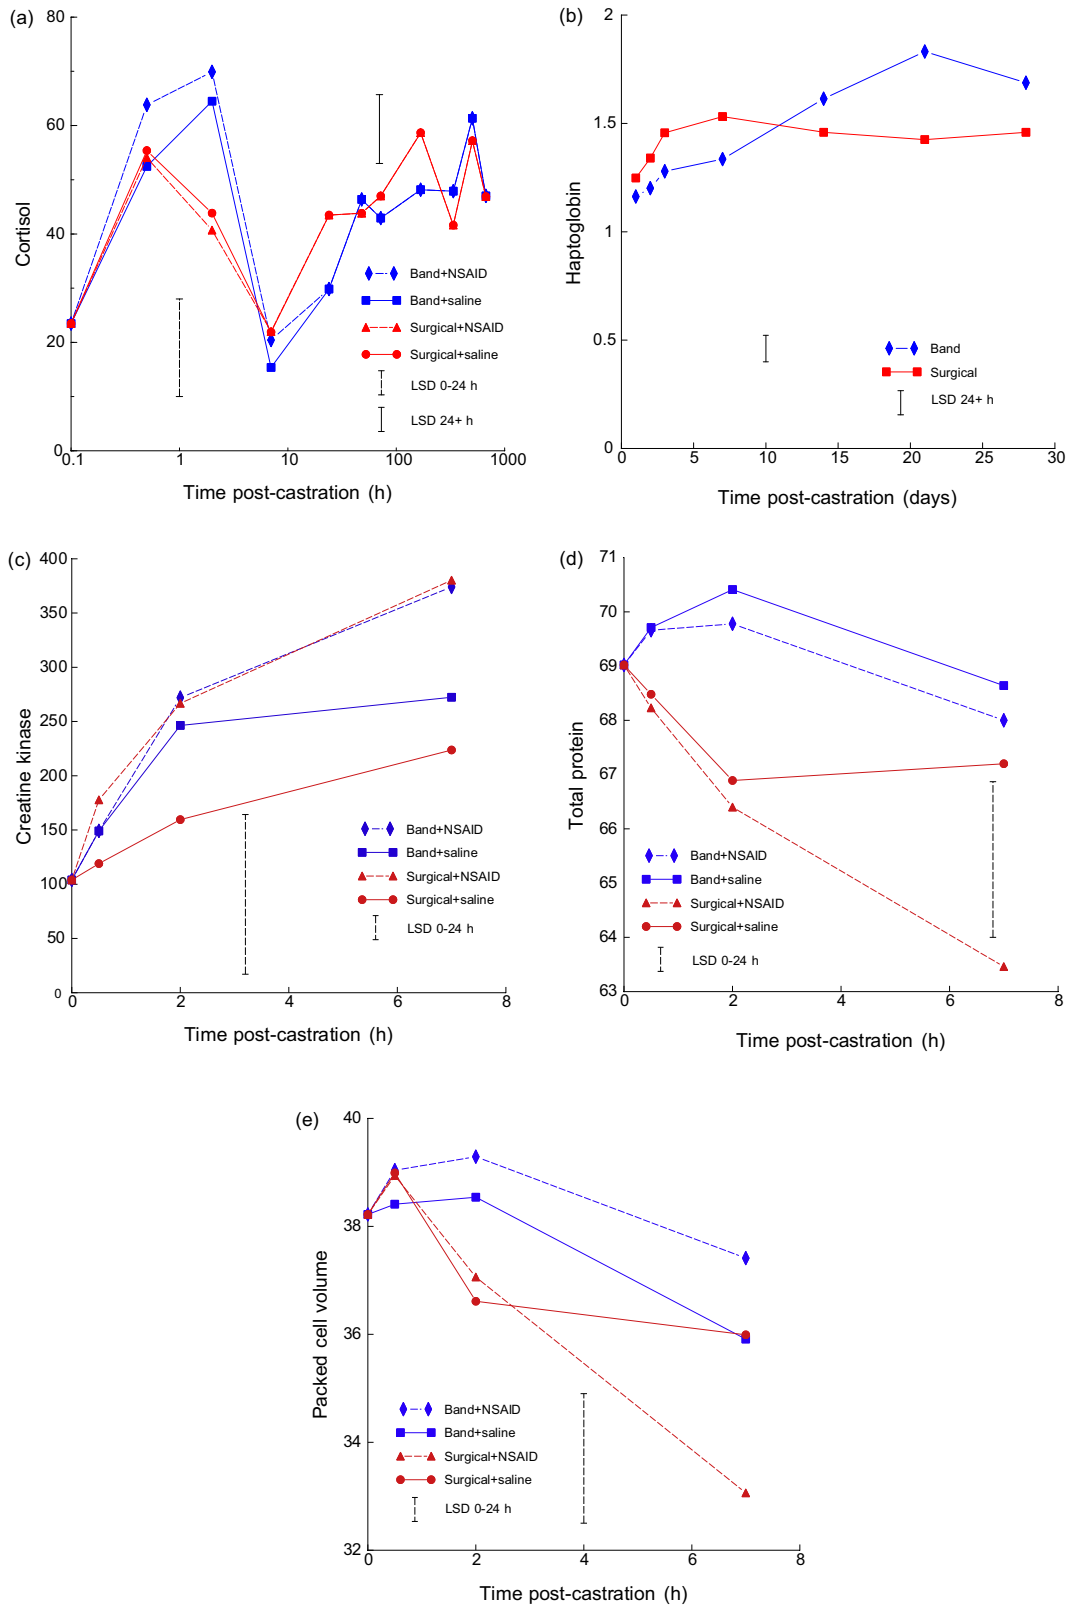 (a)
80
60
40
20
0
Cortisol
0.1
1
10
100
1000
Time post-castration (h)
Band+NSAID
Band+saline
Surgical+NSAID
Surgical+saline
LSD 0-24 h
LSD 24+ h
(b)
2
1.5
1
0.5
0
Haptoglobin
0
5
10
15
20
25
30
Time post-castration (days)
Band
Surgical
LSD 24+ h
(c)
400
350
300
250
200
150
100
50
0
Creatine kinase
0
2
4
6
8
Time post-castration (h)
Band+NSAID
Band+saline
Surgical+NSAID
Surgical+saline
LSD 0-24 h
(d)
71
70
69
68
67
66
65
64
63
Total protein
0
2
4
6
8
Time post-castration (h)
Band+NSAID
Band+saline
Surgical+NSAID
Surgical+saline
LSD 0-24 h
(e)
40
38
36
34
32
Packed cell volume
0
2
4
6
8
Time post-castration (h)
Band+NSAID
Band+saline
Surgical+NSAID
Surgical+saline
LSD 0-24 h